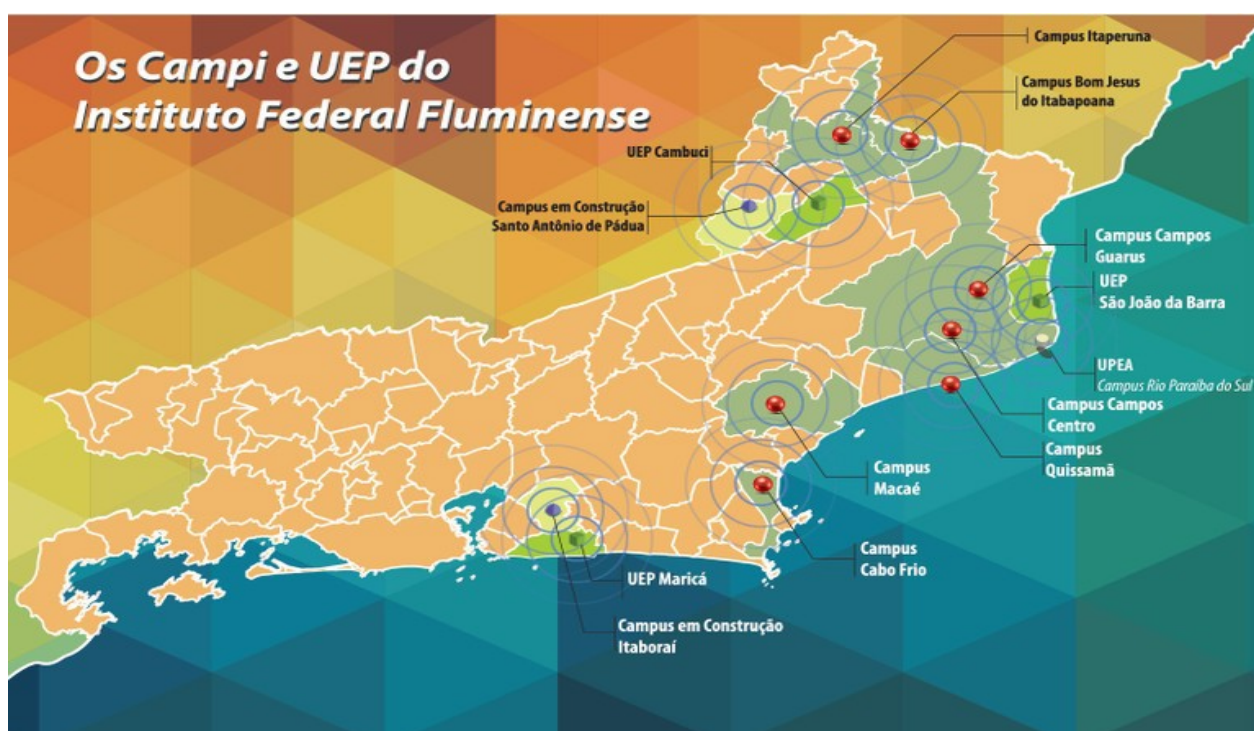 Os Campi e UEP do
Instituto Federal Fluminense
Campus Itaperuna
Campus Bom Jesus
do Itabapoana
UEP Cambuci
Campus em Construção
Santo Antônio de Pádua
Campus Campos
Guarus
UEP
São João da Barra
UPEA
Campus Rio Paraíba do Sul
Campus Campos
Centro
Campus
Quissamã
Campus
Macaé
Campus
Cabo Frio
UEP Maricá
Campus em Construção
Itaboraí